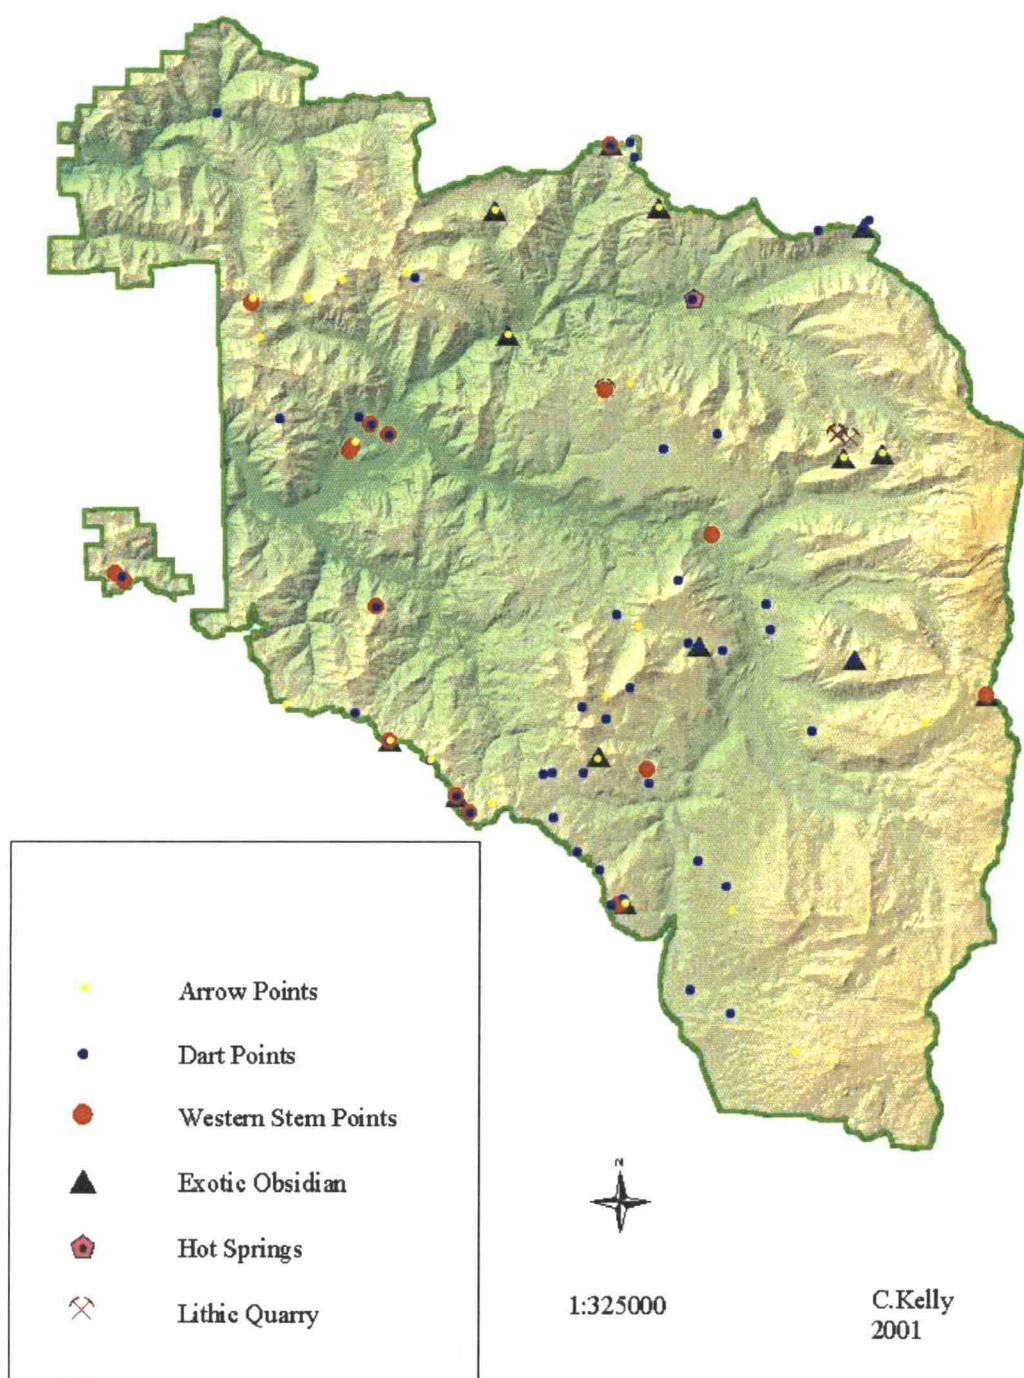 Arrow Points
Dart Points
Western Stem Points
Exotic Obsidian
Hot Springs
Lithic Quarry
N
1:325000
C.Kelly
2001